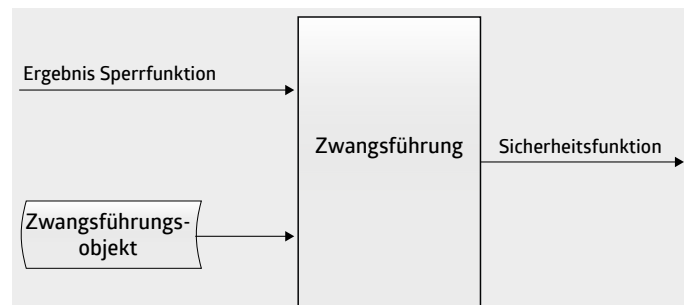 Ergebnis Sperrfunktion
Zwangsführung
Sicherheitsfunktion
Zwangsführungs-
objekt